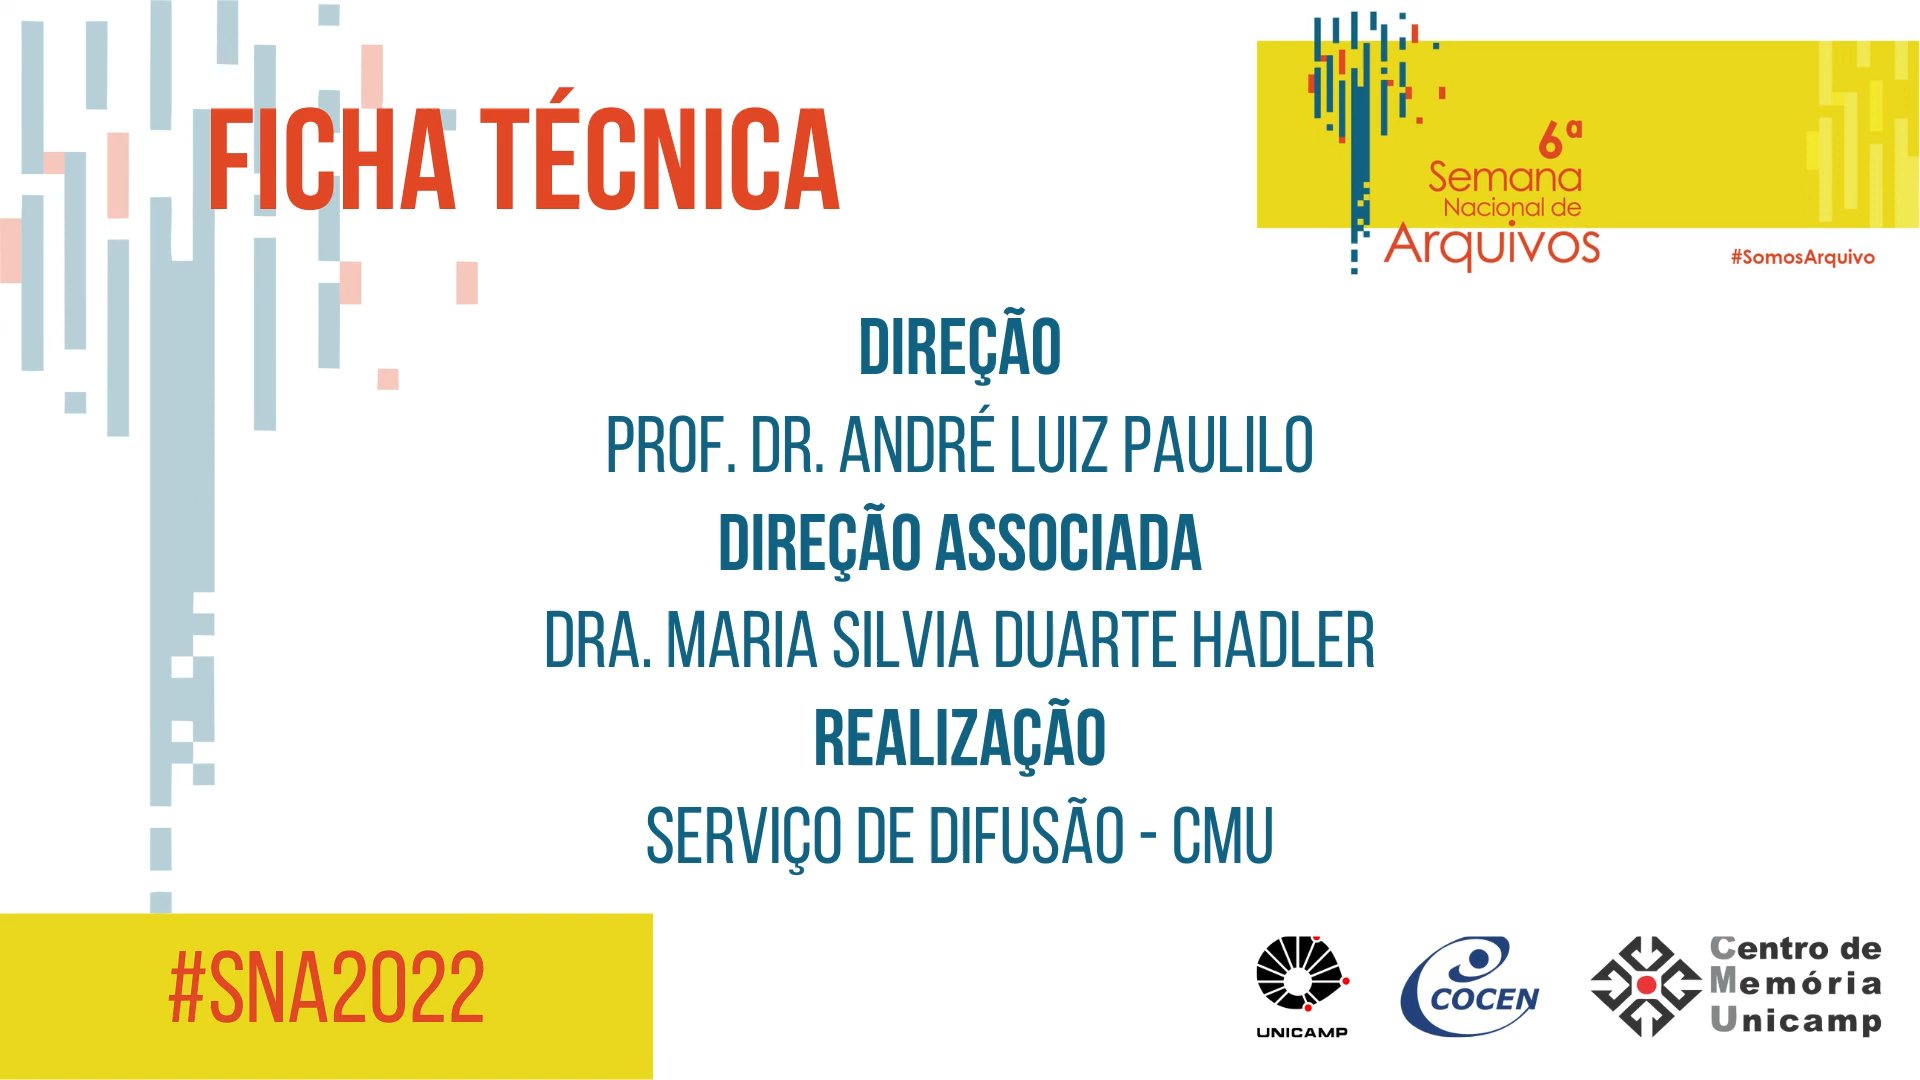 FICHA TÉCNICA
6ª
Semana
Nacional de
Arquivos
#SomosArquivo
DIREÇÃO
PROF. DR. ANDRÉ LUIZ PAULILO
DIREÇÃO ASSOCIADA
DRA. MARIA SILVIA DUARTE HADLER
REALIZAÇÃO
SERVIÇO DE DIFUSÃO - CMU
#SNA2022
UNICAMP
COCEN
Centro de
Memória
Unicamp